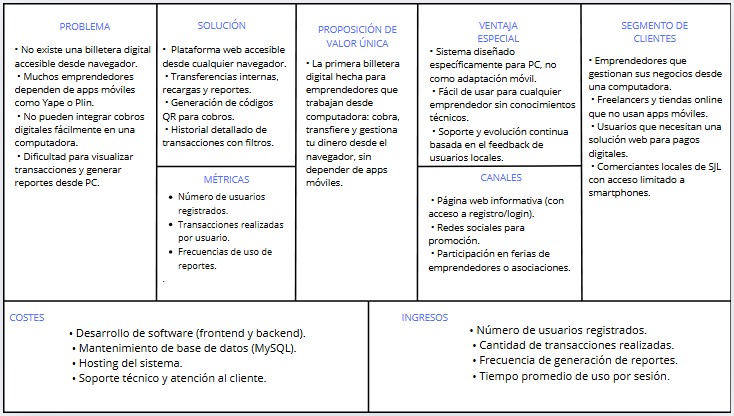 PROBLEMA
• No existe una billetera digital
accesible desde navegador.
• Muchos emprendedores
dependen de apps móviles
como Yape o Plin.
• No pueden integrar cobros
digitales fácilmente en una
computadora.
• Dificultad para visualizar
transacciones y generar
reportes desde PC.
SOLUCIÓN
• Plataforma web accesible
desde cualquier navegador.
• Transferencias internas,
recargas y reportes.
• Generación de códigos
QR para cobros.
• Historial detallado de
transacciones con filtros.
MÉTRICAS
• Número de usuarios
registrados.
• Transacciones realizadas
por usuario.
• Frecuencias de uso de
reportes.
.
PROPOSICIÓN DE
VALOR ÚNICA
• La primera billetera
digital hecha para
emprendedores que
trabajan desde
computadora: cobra,
transfiere y gestiona
tu dinero desde el
navegador, sin
depender de apps
móviles.
VENTAJA
ESPECIAL
• Sistema diseñado
específicamente para PC, no
como adaptación móvil.
• Fácil de usar para cualquier
emprendedor sin conocimientos
técnicos.
• Soporte y evolución continua
basada en el feedback de
usuarios locales.
CANALES
• Página web informativa (con
acceso a registro/login).
• Redes sociales para
promoción.
• Participación en ferias de
emprendedores o asociaciones.
SEGMENTO DE
CLIENTES
• Emprendedores que
gestionan sus negocios desde
una computadora.
• Freelancers y tiendas online
que no usan apps móviles.
• Usuarios que necesitan una
solución web para pagos
digitales.
• Comerciantes locales de SJL
con acceso limitado a
smartphones.
COSTES
• Desarrollo de software (frontend y backend).
• Mantenimiento de base de datos (MySQL).
• Hosting del sistema.
• Soporte técnico y atención al cliente.
INGRESOS
• Número de usuarios registrados.
• Cantidad de transacciones realizadas.
• Frecuencia de generación de reportes.
• Tiempo promedio de uso por sesión.